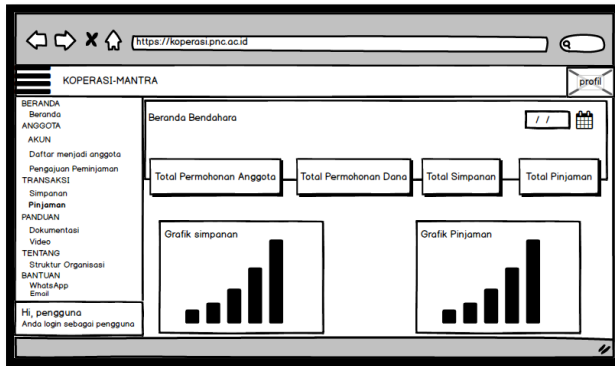 https://koperasi.pnc.ac.id
KOPERASI-MANTRA
profil
BERANDA
Beranda
ANGGOTA
AKUN
Daftar menjadi anggota
Pengajuan Peminjaman
TRANSAKSI
Simpanan
Pinjaman
PANDUAN
Dokumentasi
Video
TENTANG
Struktur Organisasi
BANTUAN
WhatsApp
Email
Hi, pengguna
Anda login sebagai pengguna
Beranda Bendahara
/ /
Total Permohonan Anggota
Total Permohonan Dana
Total Simpanan
Total Pinjaman
Grafik simpanan
Grafik Pinjaman